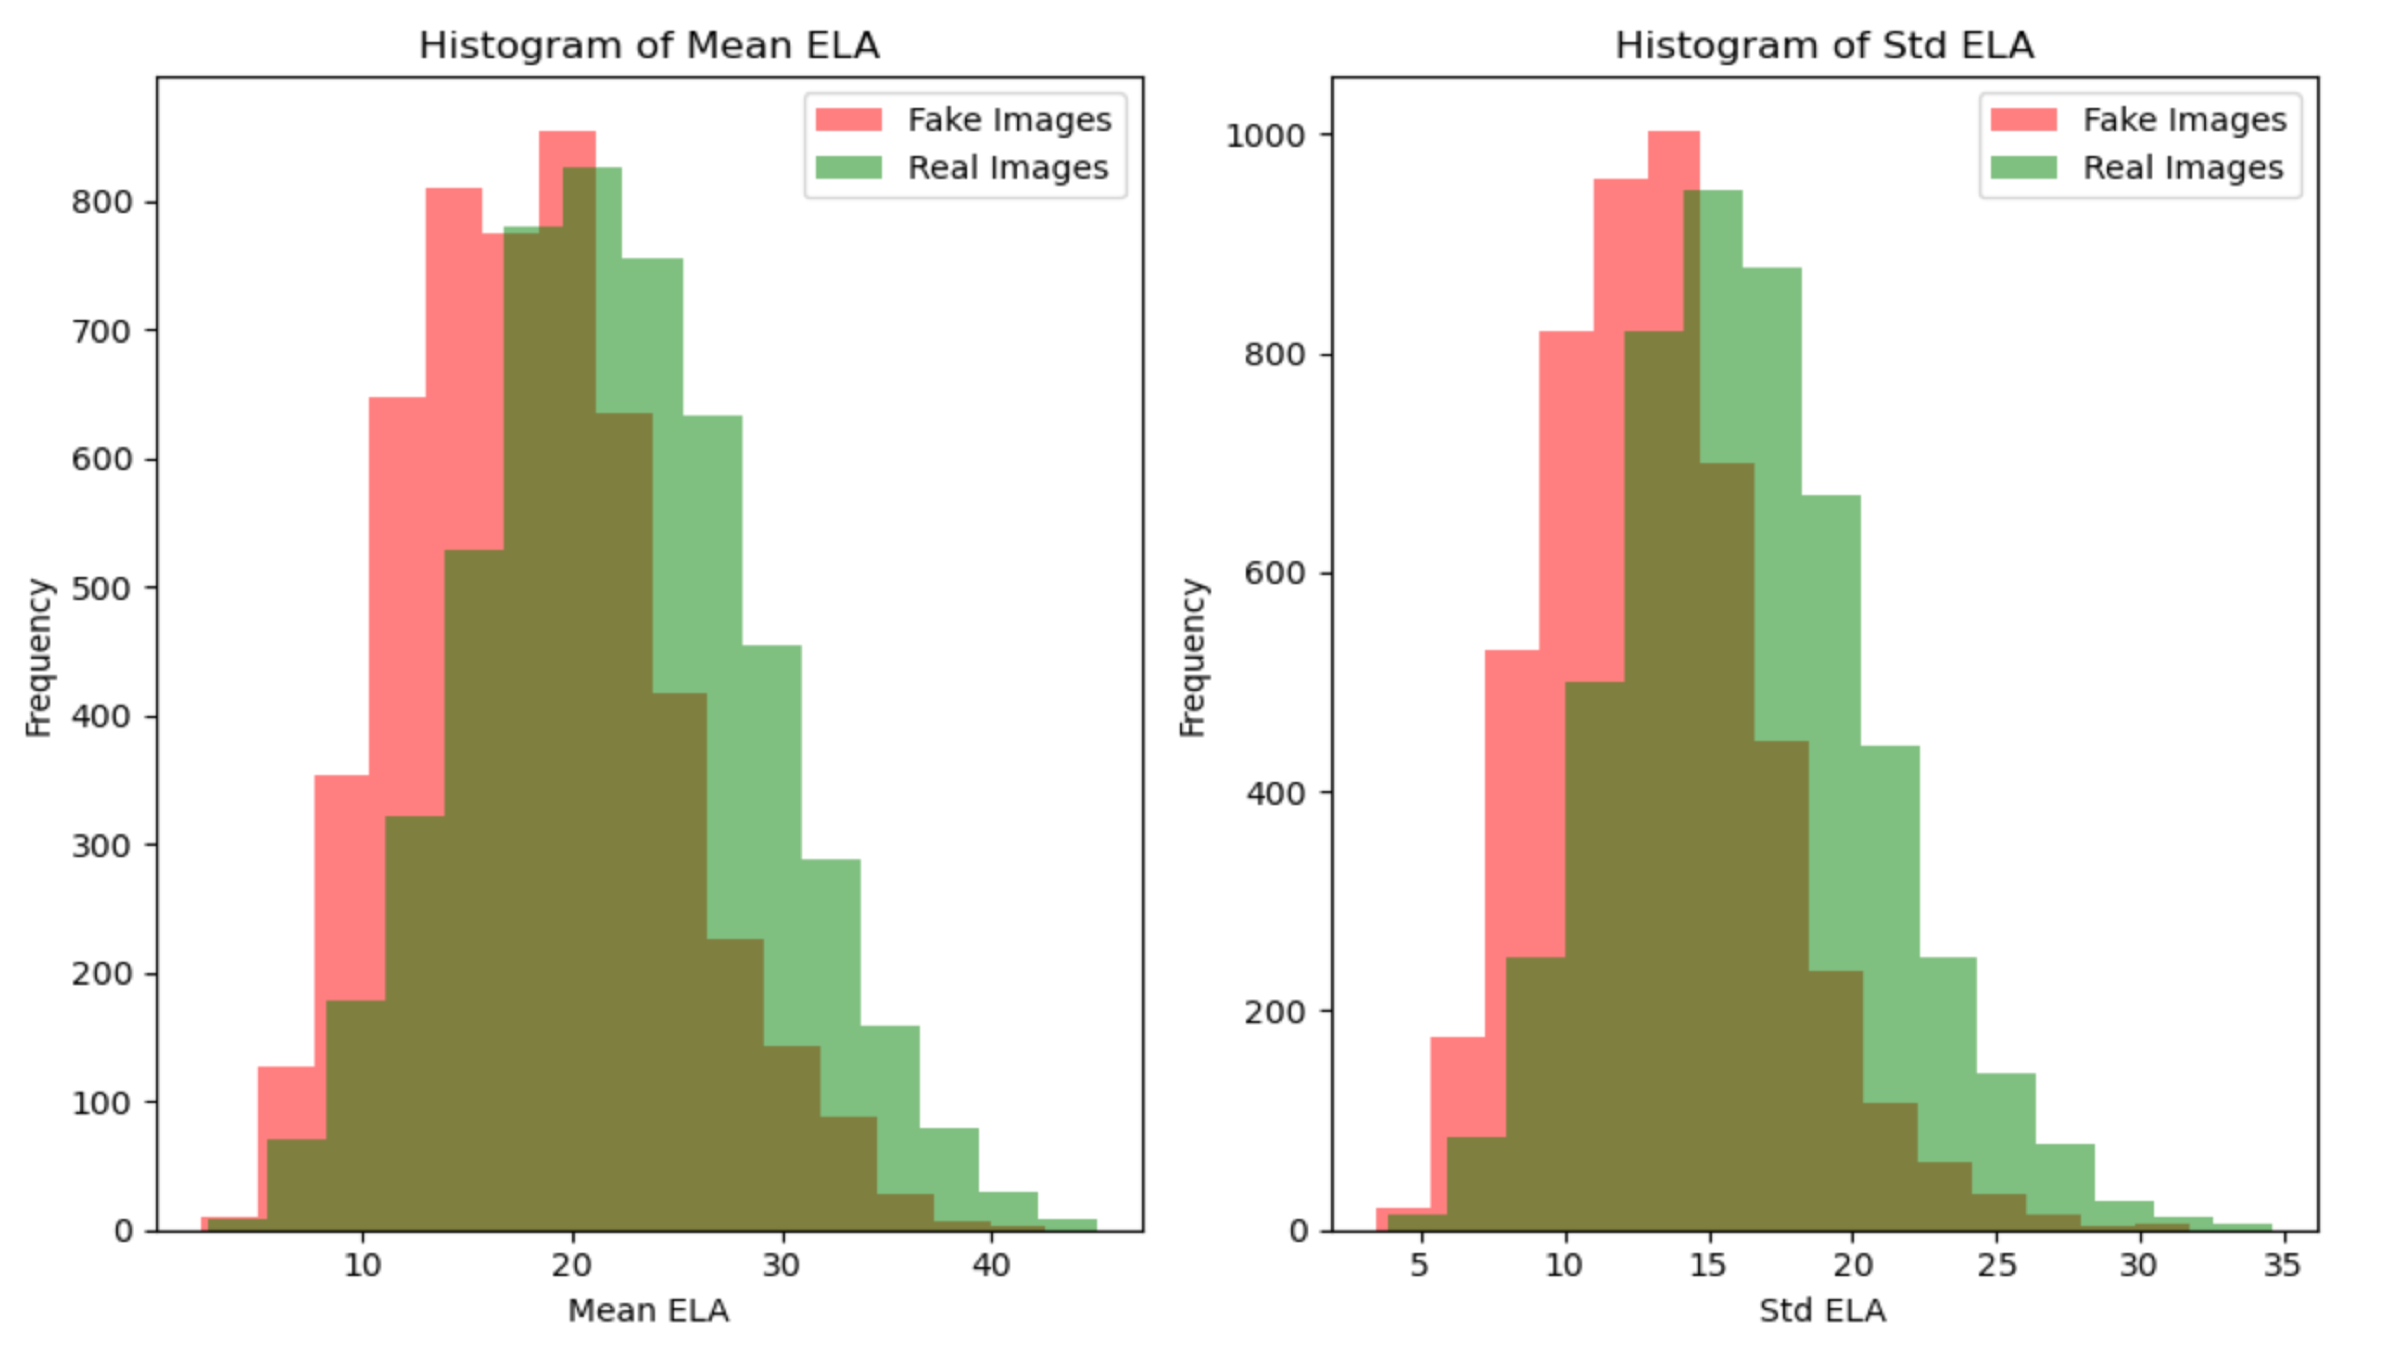 Histogram of Mean ELA
Fake Images
Real Images
800
700
600
500
400
300
200
100
0
Frequency
10 20 30 40
Mean ELA
Histogram of Std ELA
Fake Images
Real Images
1000
800
600
400
200
0
Frequency
5 10 15 20 25 30 35
Std ELA